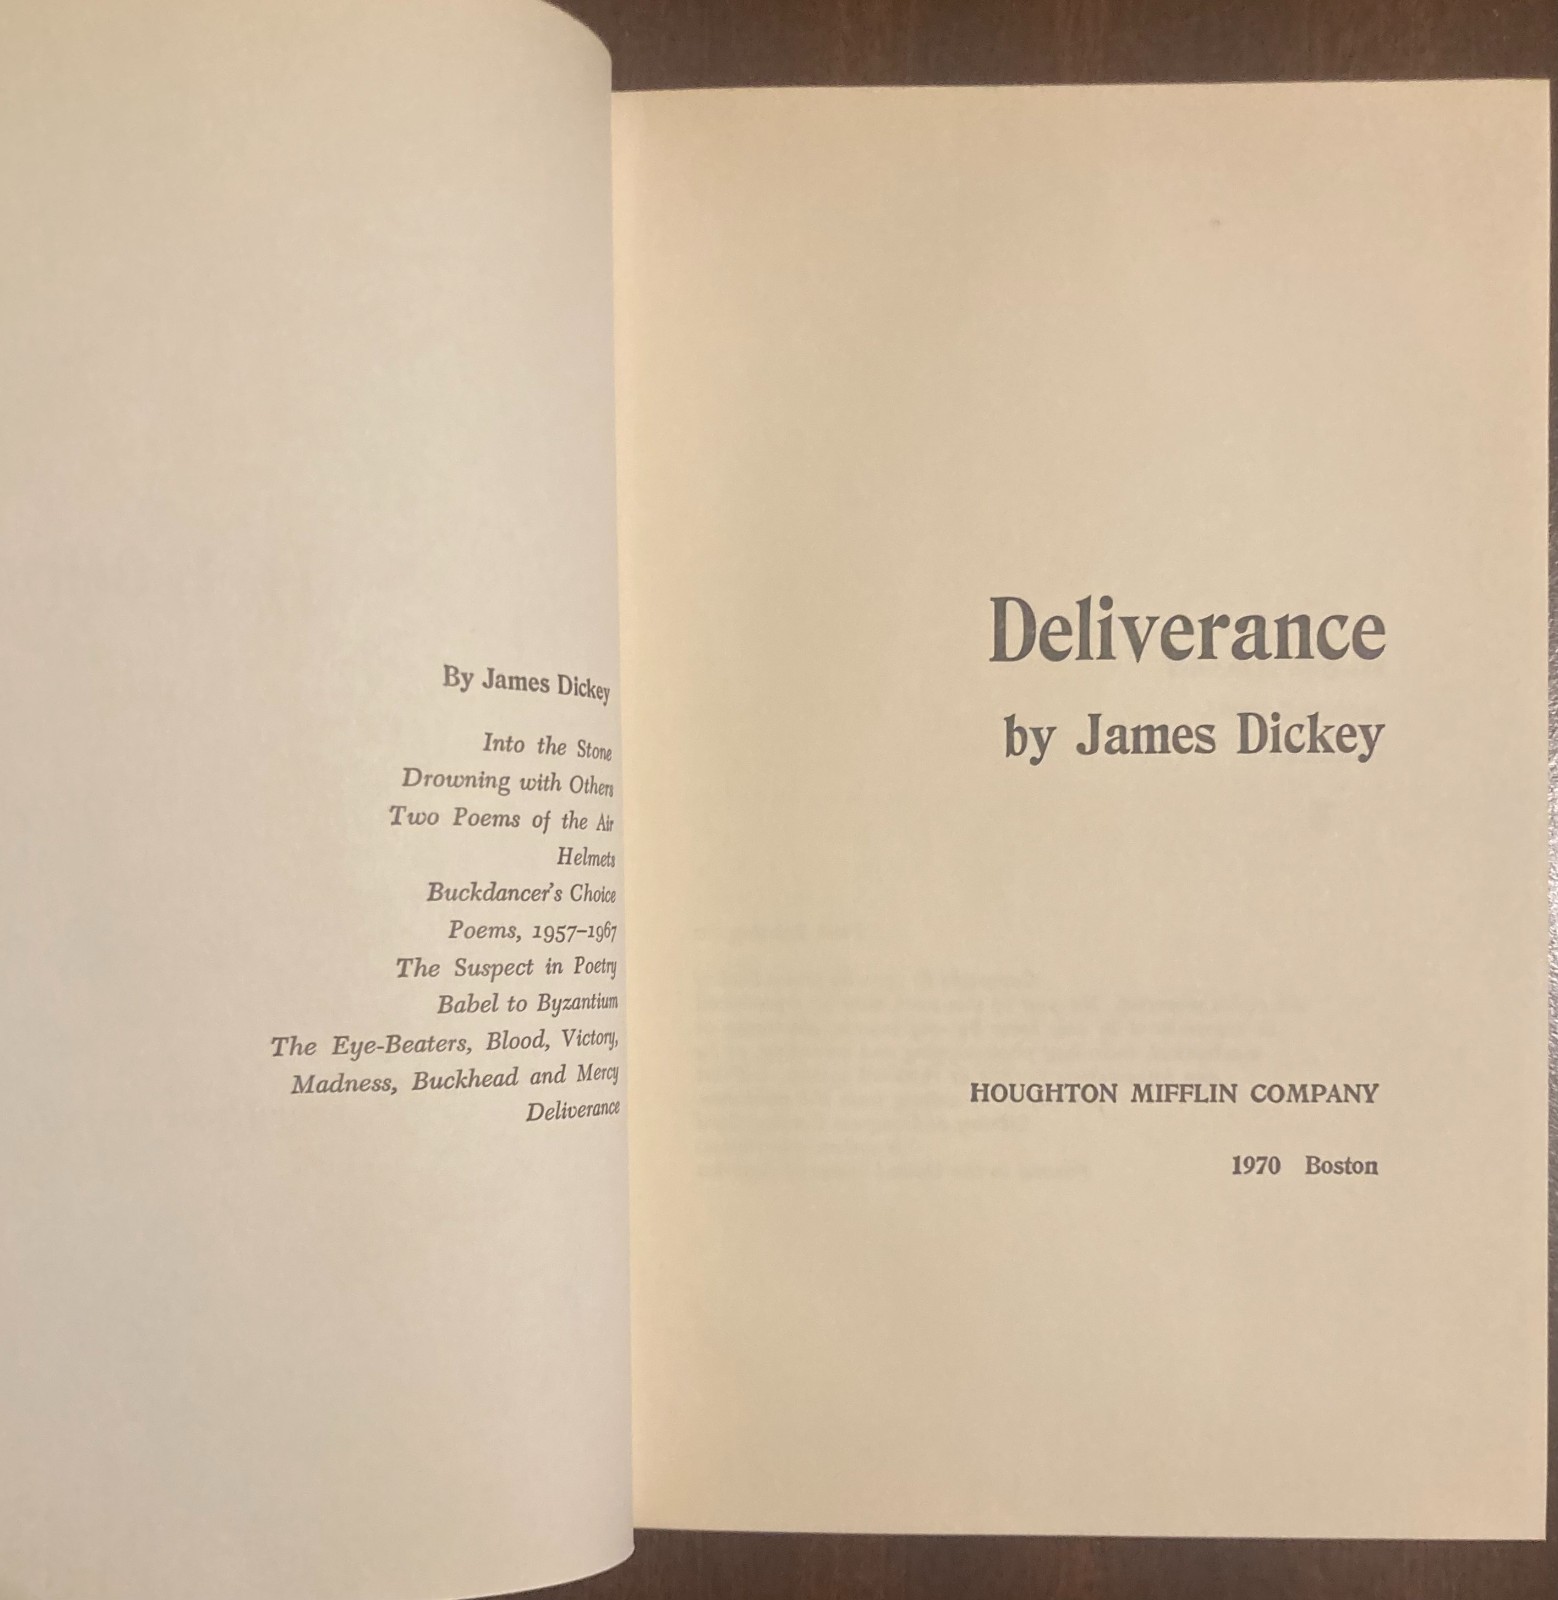 By James Dickey
Into the Stone
Drowning with Others
Two Poems of the Air
Helmets
Buckdancer's Choice
Poems, 1957–1967
The Suspect in Poetry
Babel to Byzantium
The Eye-Beaters, Blood, Victory,
Madness, Buckhead and Mercy
Deliverance
Deliverance
by James Dickey
HOUGHTON MIFFLIN COMPANY
1970 Boston